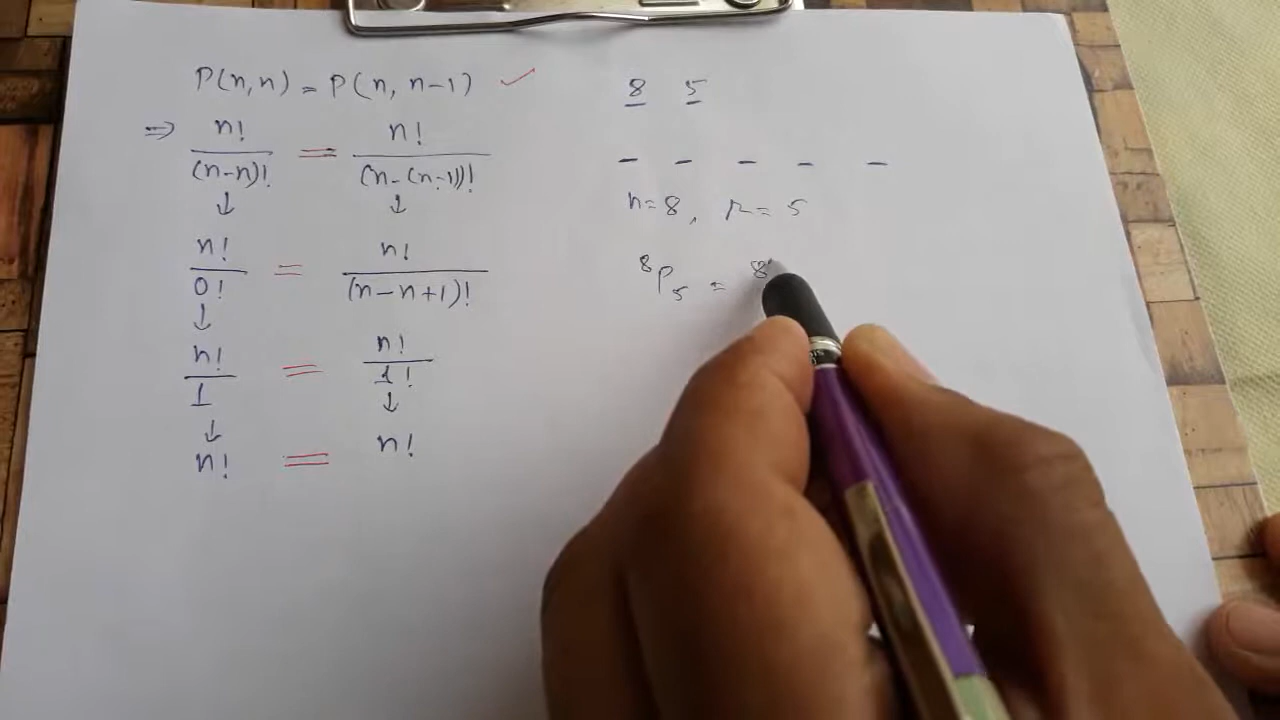 P(n,n) = P(n, n-1) ✓
⇒ n!/(n-n)! = n!/(n-(n-1))!
↓ ↓
n!/0! = n!/(n-n+1)!
↓
n!/1 = n!/1!
↓ ↓
n! = n!
8 5
– – – – –
n=8, r=5
⁸P₅ = 8